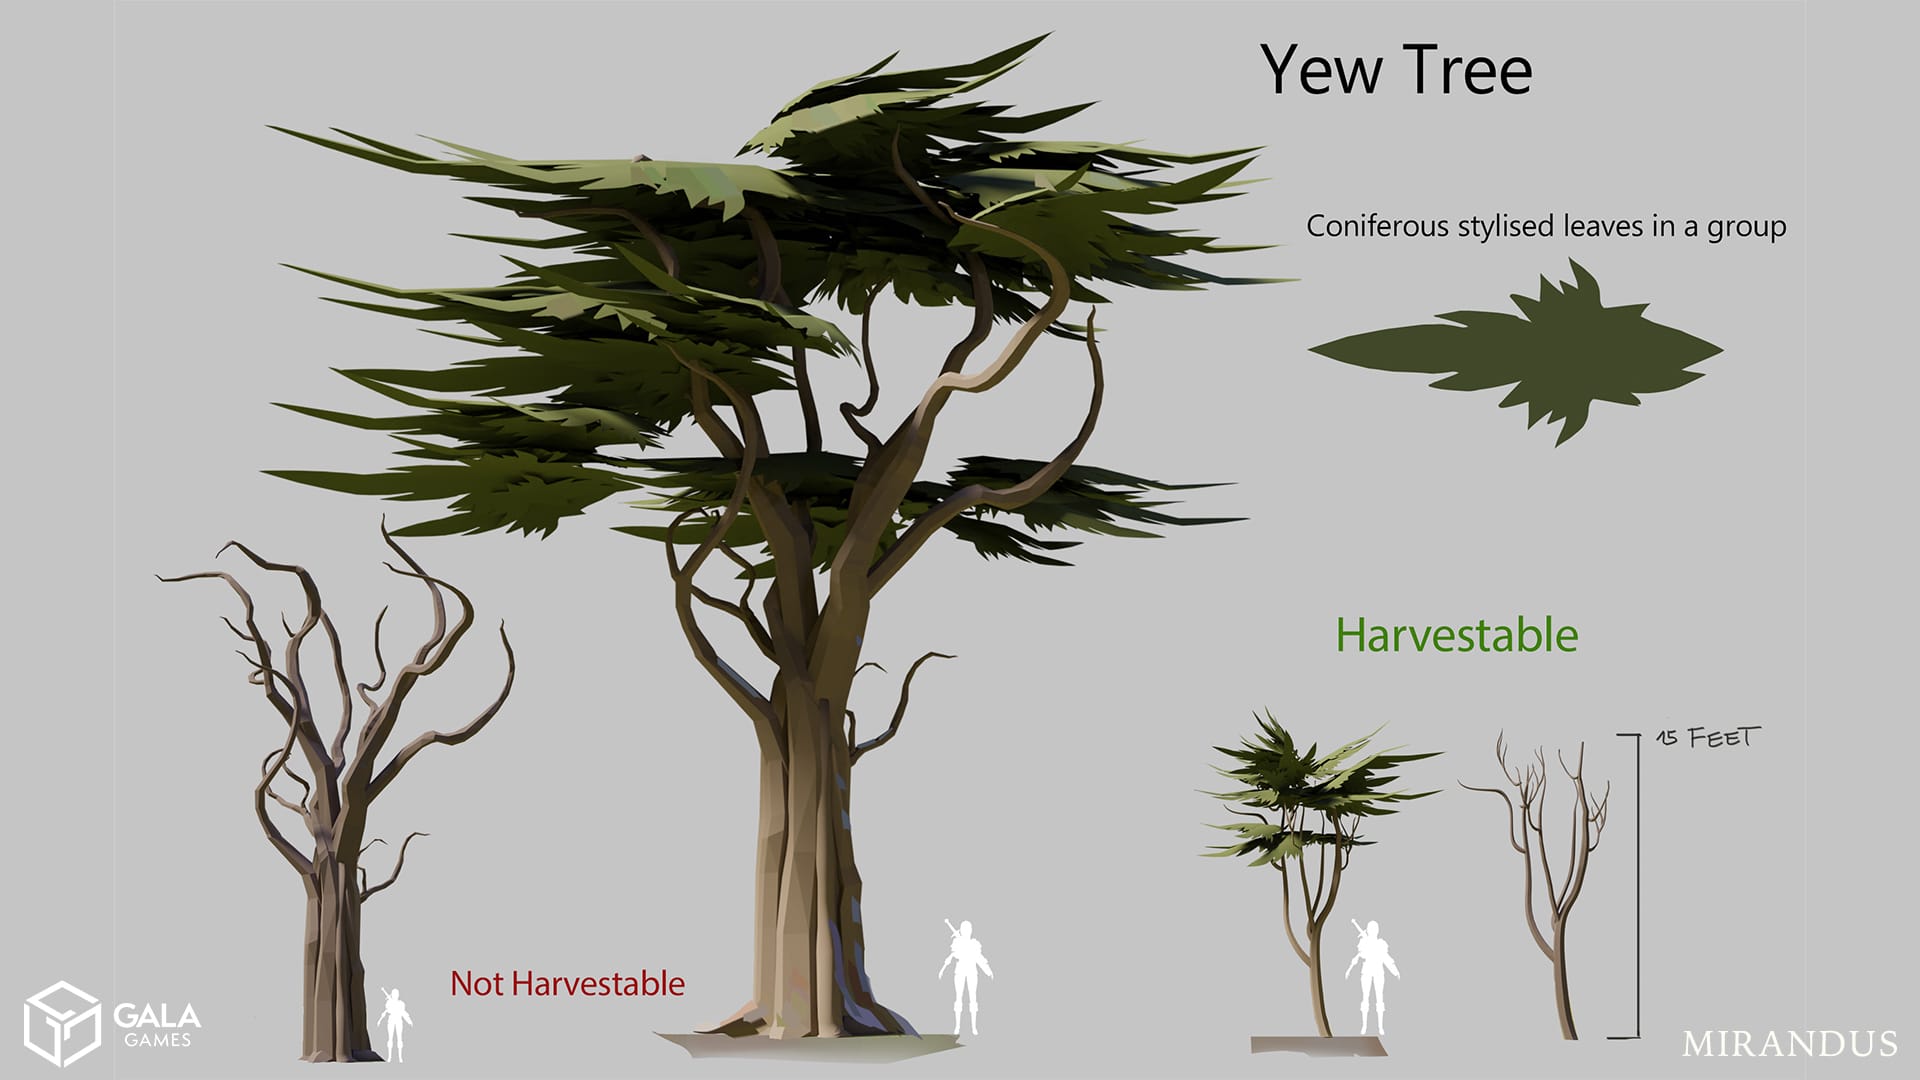 Yew Tree
Coniferous stylised leaves in a group
Harvestable
15 FEET
Not Harvestable
GALA
GAMES
MIRANDUS